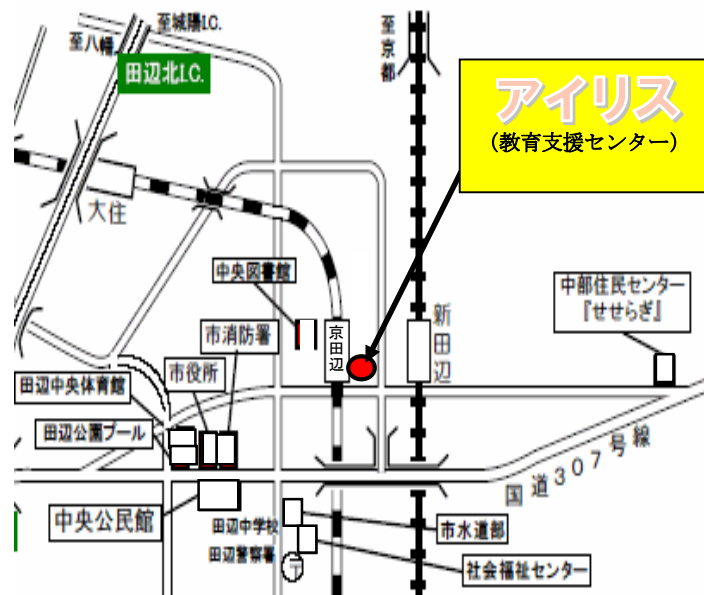 至城陽I.C.
至八幡
田辺北I.C.
至京都
アイリス
(教育支援センター)
大住
中央図書館
中部住民センター
『せせらぎ』
市消防署
京田辺
新田辺
市役所
田辺中央体育館
田辺公園プール
国道307号線
中央公民館
田辺中学校
市水道部
田辺警察署
社会福祉センター